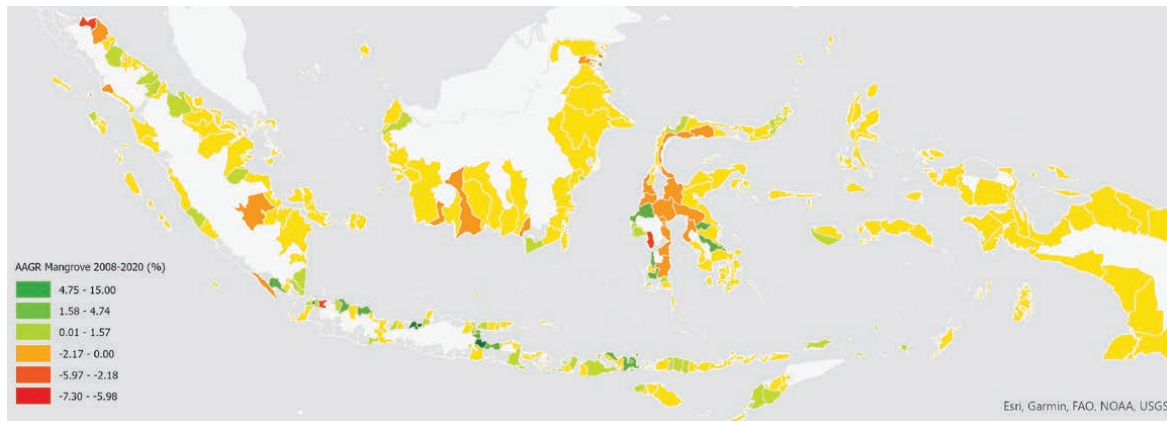 AAGR Mangrove 2008-2020 (%)
4.75 - 15.00
1.58 - 4.74
0.01 - 1.57
-2.17 - 0.00
-5.97 - -2.18
-7.30 - -5.98
Esri, Garmin, FAO, NOAA, USGS